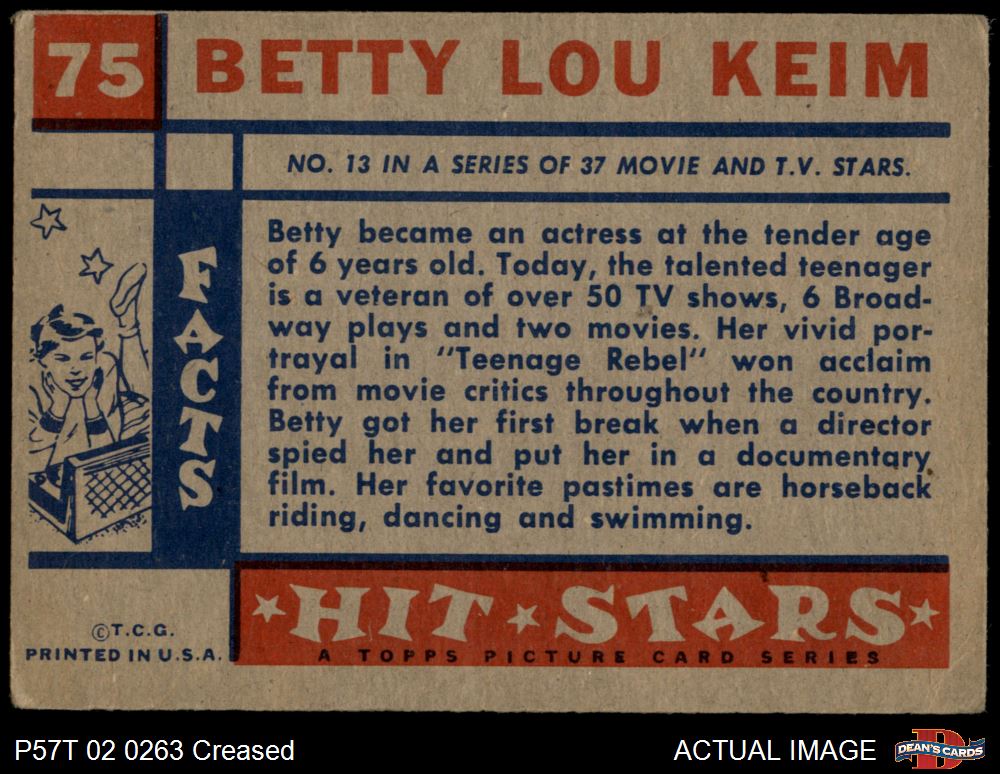 75 BETTY LOU KEIM
NO. 13 IN A SERIES OF 37 MOVIE AND T.V. STARS.
FACTS
Betty became an actress at the tender age
of 6 years old. Today, the talented teenager
is a veteran of over 50 TV shows, 6 Broad-
way plays and two movies. Her vivid por-
trayal in "Teenage Rebel" won acclaim
from movie critics throughout the country.
Betty got her first break when a director
spied her and put her in a documentary
film. Her favorite pastimes are horseback
riding, dancing and swimming.
HIT STARS
A TOPPS PICTURE CARD SERIES
©T.C.G.
PRINTED IN U.S.A.
P57T 02 0263 Creased
ACTUAL IMAGE
DEAN'S CARDS